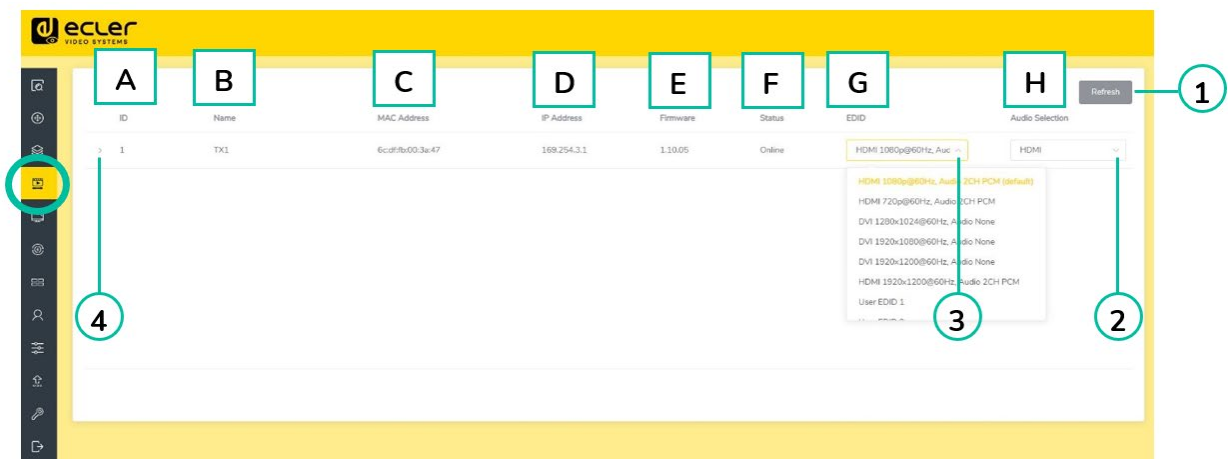 ecler
VIDEO SYSTEMS
A B C D E F G H
Refresh 1
ID Name MAC Address IP Address Firmware Status EDID Audio Selection
1 TX1 6c:df:fb:00:3a:47 169.254.3.1 1.10.05 Online HDMI 1080p@60Hz, Auc HDMI
HDMI 1080p@60Hz, Audio 2CH PCM (default)
HDMI 720p@60Hz, Audio 2CH PCM
DVI 1280x1024@60Hz, Audio None
DVI 1920x1080@60Hz, Audio None
DVI 1920x1200@60Hz, Audio None
HDMI 1920x1200@60Hz, Audio 2CH PCM
User EDID 1
4 3 2